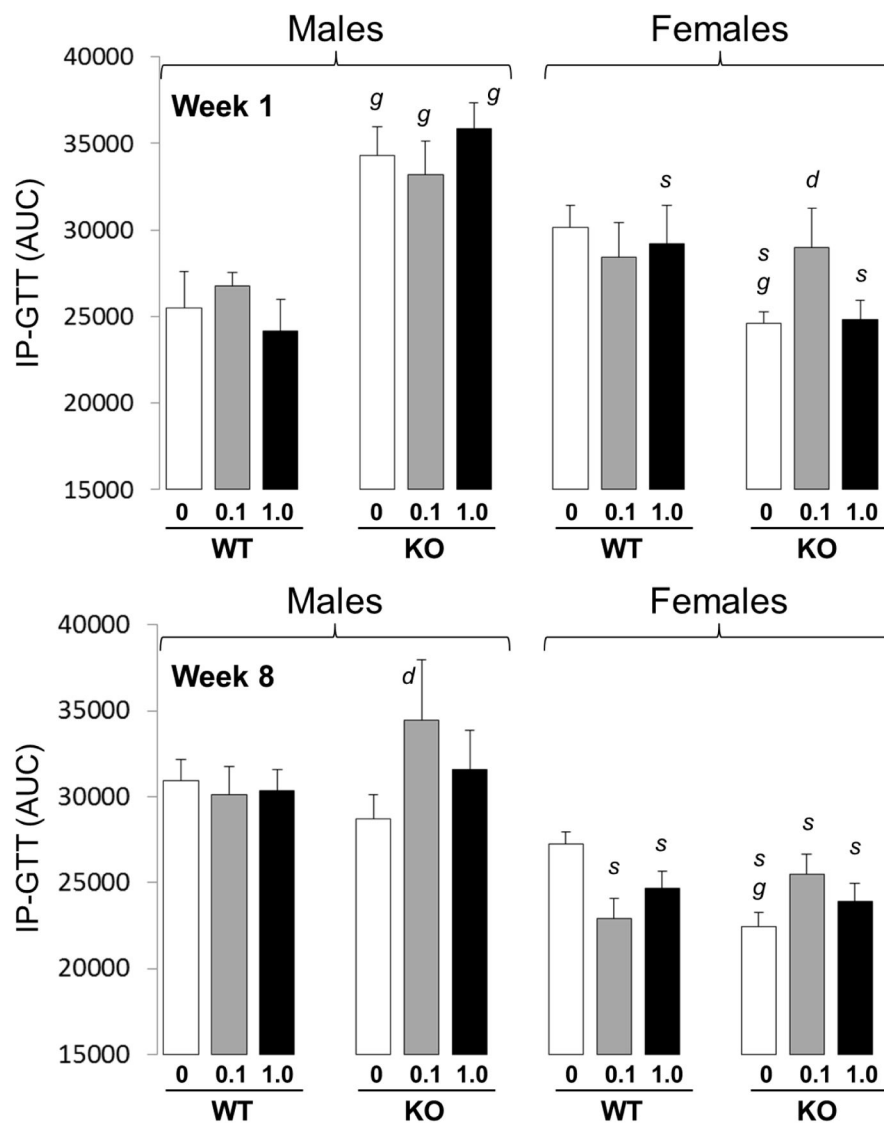 Males Females
40000
Week 1
g g g
35000
s d
30000
s
g s
25000
20000
15000
IP-GTT (AUC)
0 0.1 1.0 0 0.1 1.0 0 0.1 1.0 0 0.1 1.0
WT KO WT KO
Males Females
40000
Week 8
d
35000
30000
s s s
g s s
25000
20000
15000
IP-GTT (AUC)
0 0.1 1.0 0 0.1 1.0 0 0.1 1.0 0 0.1 1.0
WT KO WT KO